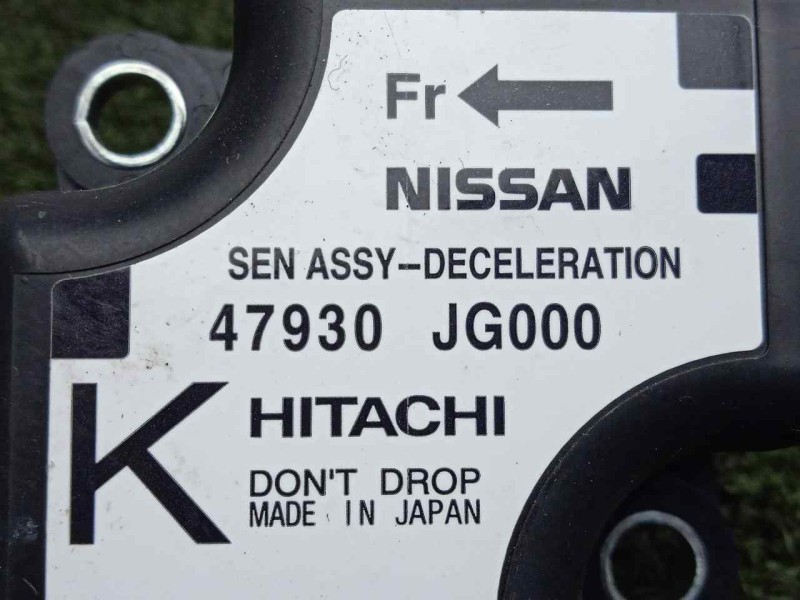 Fr
NISSAN
SEN ASSY-DECELERATION
47930 JG000
K
HITACHI
DON'T DROP
MADE IN JAPAN